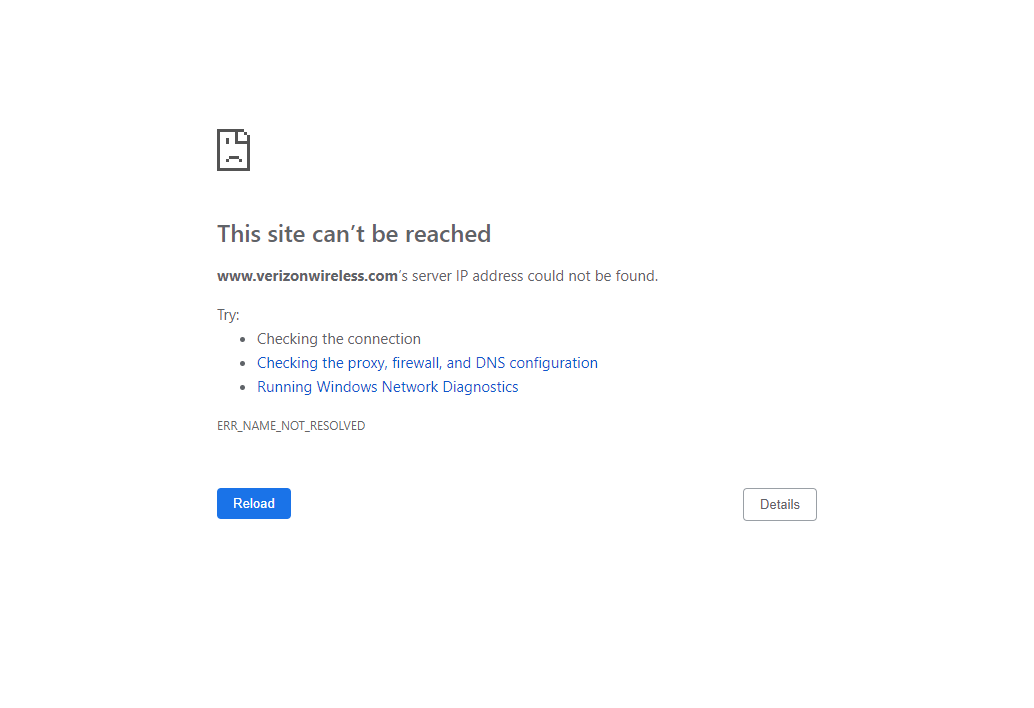 This site can’t be reached
www.verizonwireless.com’s server IP address could not be found.
Try:
Checking the connection
Checking the proxy, firewall, and DNS configuration
Running Windows Network Diagnostics
ERR_NAME_NOT_RESOLVED
Reload
Details